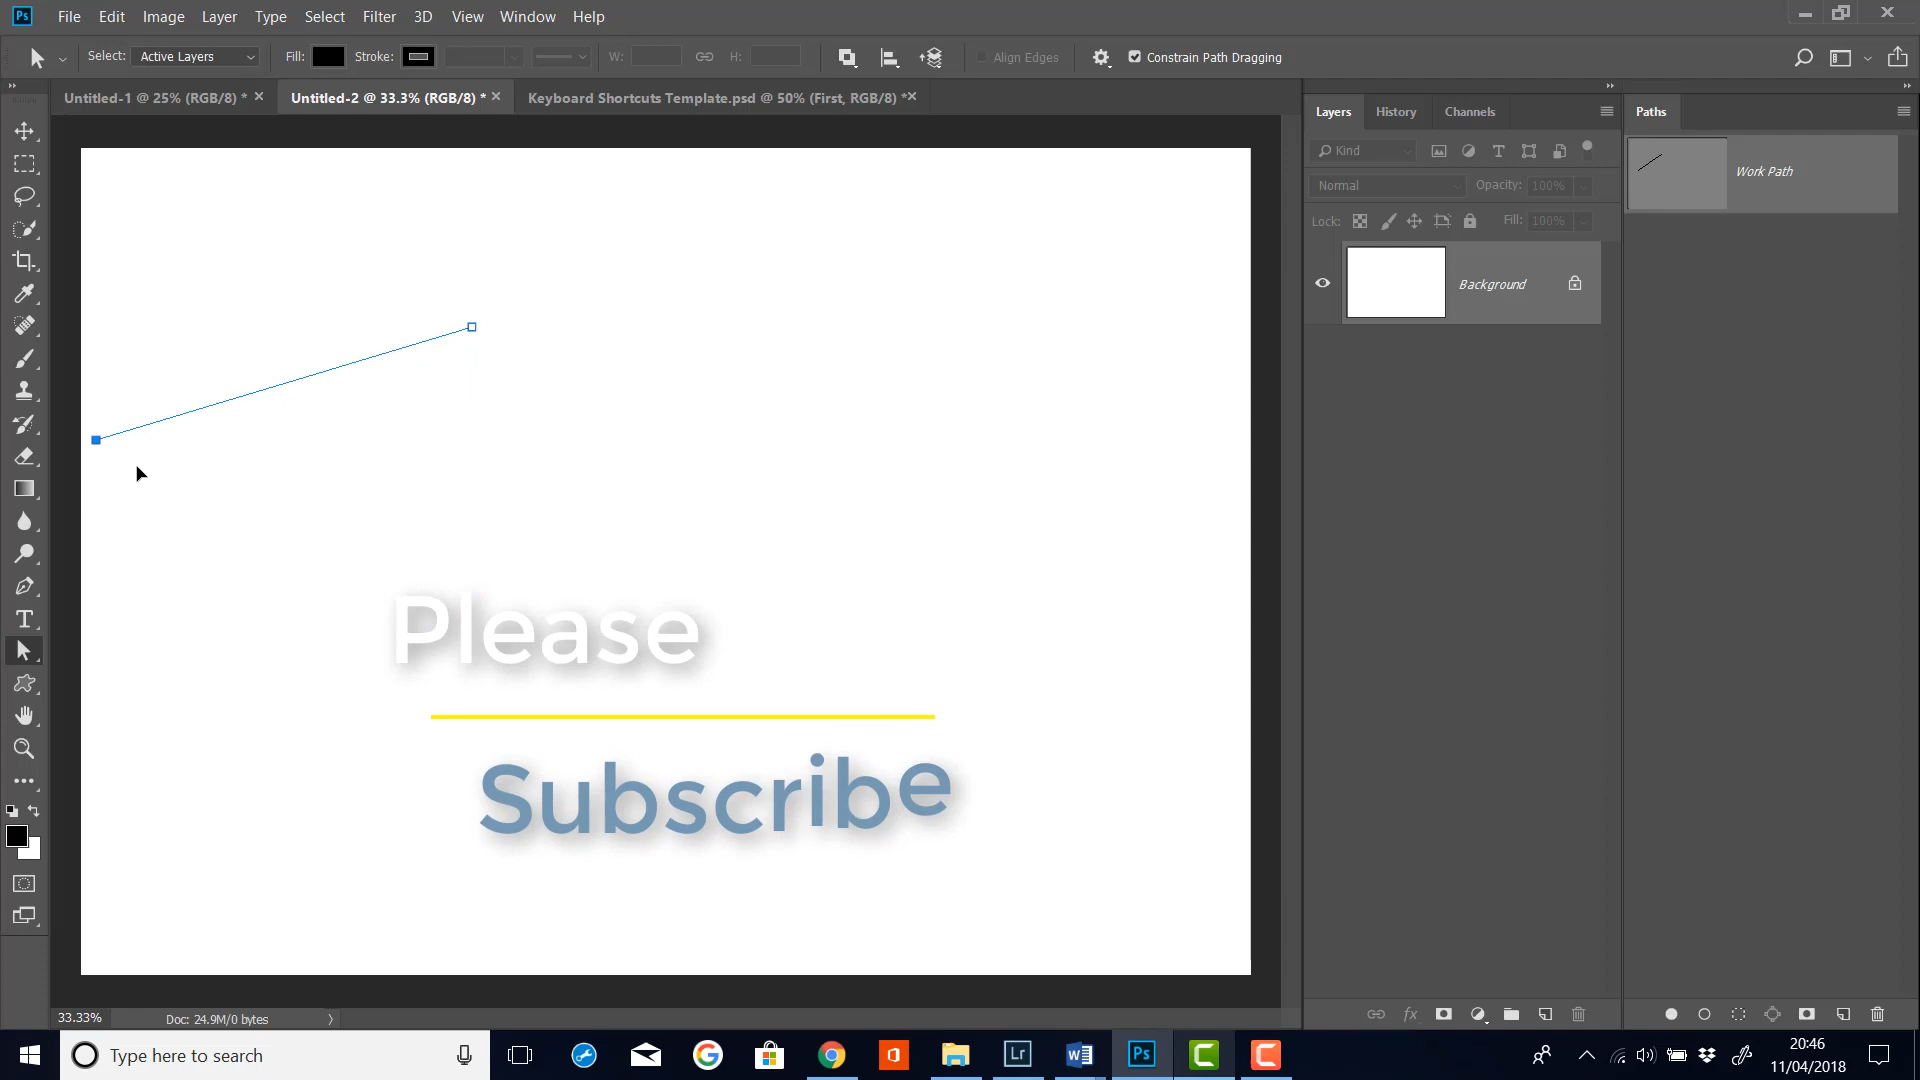 Ps File Edit Image Layer Type Select Filter 3D View Window Help
Select: Active Layers Fill: Stroke: W: H: Align Edges Constrain Path Dragging
Untitled-1 @ 25% (RGB/8) * Untitled-2 @ 33.3% (RGB/8) * Keyboard Shortcuts Template.psd @ 50% (First, RGB/8) *
Layers History Channels Paths
Kind
Work Path
Normal Opacity: 100%
Lock: Fill: 100%
Background
Please
Subscribe
33.33% Doc: 24.9M/0 bytes
fx
Type here to search
Lr
Ps
20:46
11/04/2018